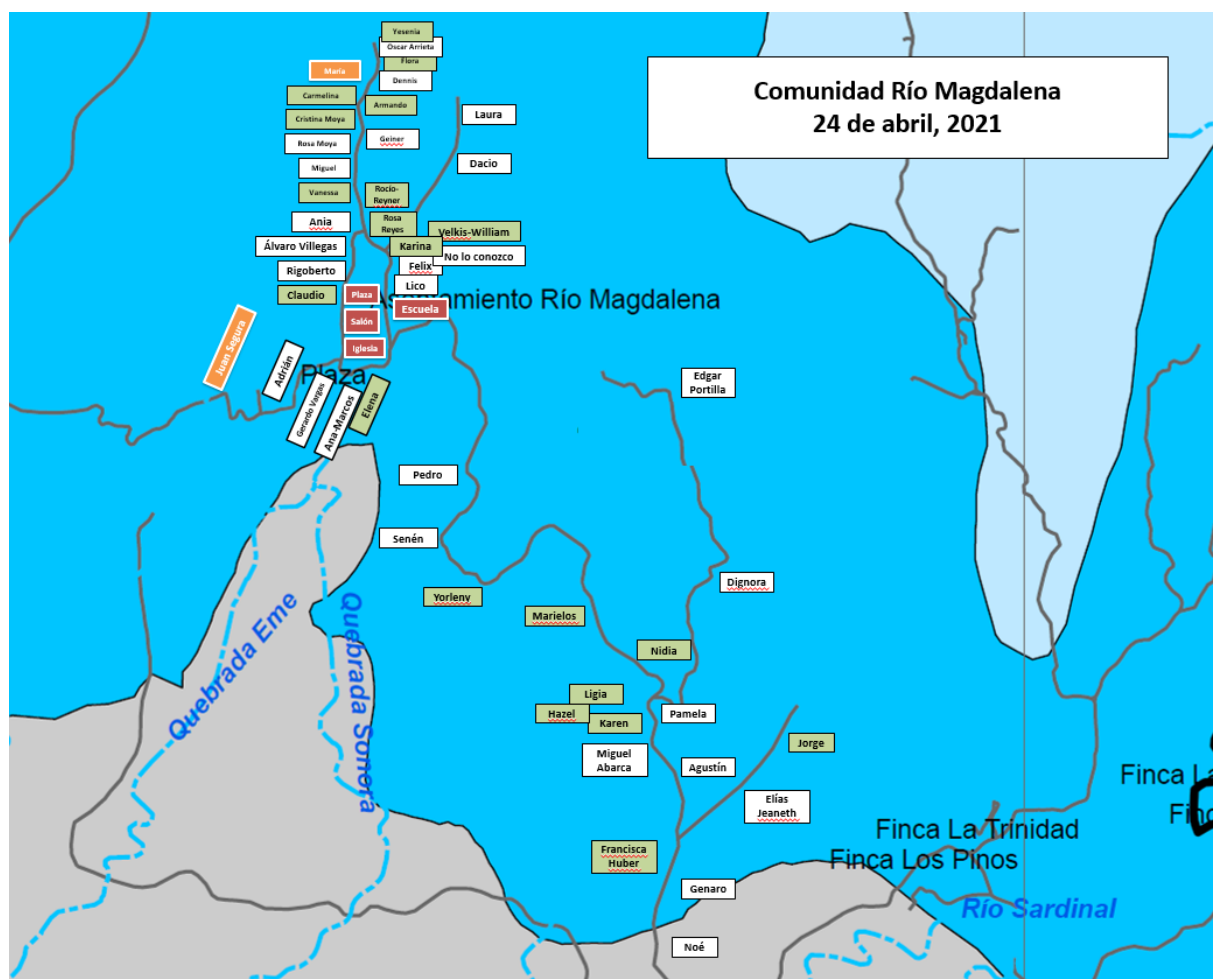 Comunidad Río Magdalena
24 de abril, 2021
Yesenia
Oscar Arrieta
Flora
Dennis
María
Carmelina
Armando
Cristina Moya
Rosa Moya
Geiner
Laura
Miguel
Dacio
Vanessa
Rocío-
Reyner
Ania
Rosa
Reyes
Velkis-William
Álvaro Villegas
Karina
No lo conozco
Rigoberto
Felix
Lico
Claudio
Plaza
Escuela
Asentamiento Río Magdalena
Salón
Iglesia
Juan Segura
Adrián
Plaza
Gerardo Vargas
Ana-Marcos
Elena
Edgar
Portilla
Pedro
Senén
Yorleny
Marielos
Dignora
Nidia
Quebrada Eme
Quebrada Sonora
Ligia
Hazel
Karen
Pamela
Miguel
Abarca
Agustín
Jorge
Elías
Jeaneth
Francisca
Huber
Genaro
Noé
Finca La Trinidad
Finca Los Pinos
Río Sardinal
Finca